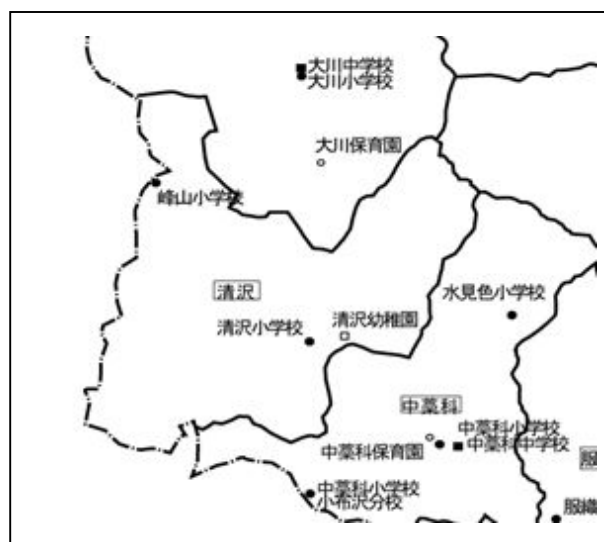 大川中学校
大川小学校
大川保育園
峰山小学校
清沢
水見色小学校
清沢幼稚園
清沢小学校
中藁科
中藁科小学校
中藁科中学校
中藁科保育園
中藁科小学校
小布沢分校
服織